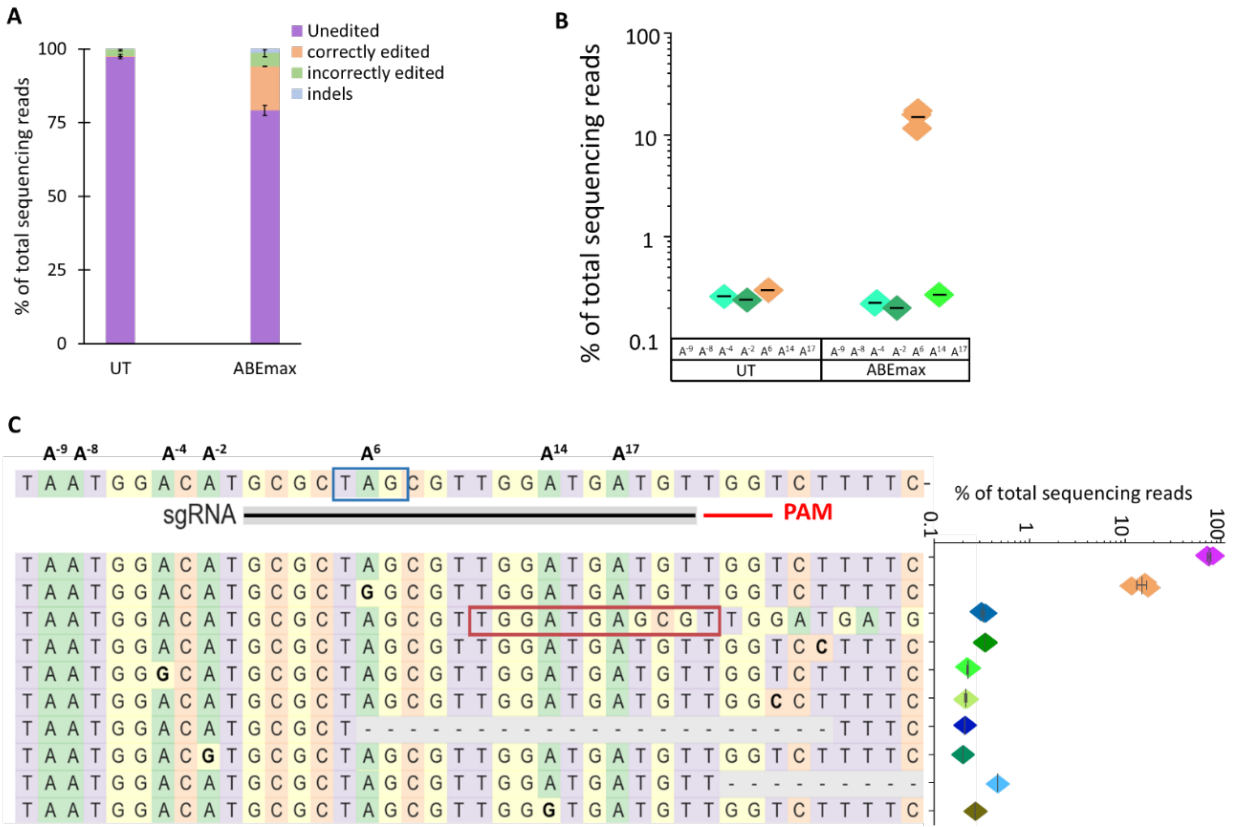 A
% of total sequencing reads
100
75
50
25
0
UT
ABEmax
Unedited
correctly edited
incorrectly edited
indels
B
% of total sequencing reads
100
10
1
0.1
A-9 A-8 A-4 A-2 A6 A14 A17 A-9 A-8 A-4 A-2 A6 A14 A17
UT ABEmax
C
A-9 A-8 A-4 A-2 A6 A14 A17
T A A T G G A C A T G C G C T A G C G T T G G A T G A T G T T G G T C T T T T C -
sgRNA PAM
% of total sequencing reads
0.1 1 10 100
T A A T G G A C A T G C G C T A G C G T T G G A T G A T G T T G G T C T T T T C
T A A T G G A C A T G C G C T G G C G T T G G A T G A T G T T G G T C T T T T C
T A A T G G A C A T G C G C T A G C G T T G G A T G A G C G T T G G A T G A T G
T A A T G G A C A T G C G C T A G C G T T G G A T G A T G T T G G T C C T T T C
T A A T G G G C A T G C G C T A G C G T T G G A T G A T G T T G G T C T T T T C
T A A T G G A C A T G C G C T A G C G T T G G A T G A T G T T G G C C T T T T C
T A A T G G A C A T G C G C T - - - - - - - - - - - - - - - - - - - - - T T T C
T A A T G G A C G T G C G C T A G C G T T G G A T G A T G T T G G T C T T T T C
T A A T G G A C A T G C G C T A G C G T T G G A T G A T G T T - - - - - - - - -
T A A T G G A C A T G C G C T A G C G T T G G G T G A T G T T G G T C T T T T C